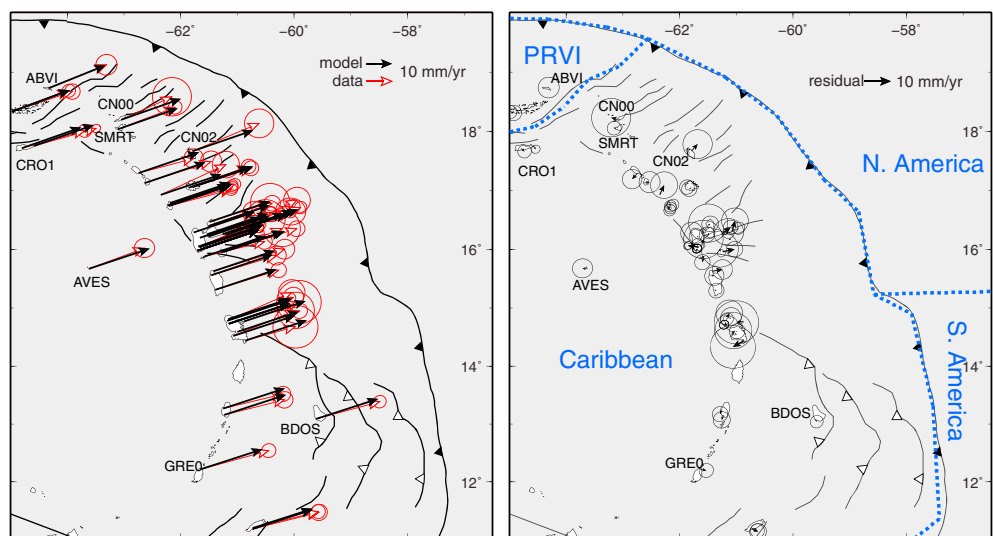 −62° −60° −58°
ABVI
model 10 mm/yr
data
CN00
SMRT
CN02
CRO1
AVES
BDOS
GRE0
18°
16°
14°
12°
−62° −60° −58°
PRVI
ABVI
residual 10 mm/yr
CN00
SMRT
CN02
CRO1
N. America
AVES
Caribbean
S. America
BDOS
GRE0
18°
16°
14°
12°